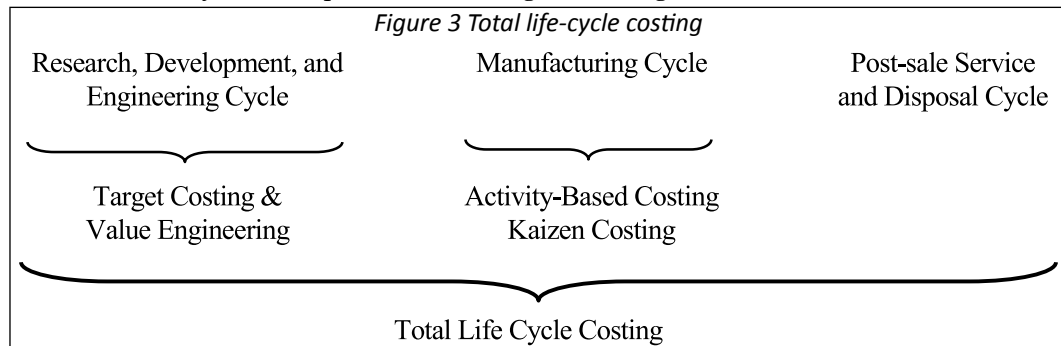 Figure 3 Total life-cycle costing
Research, Development, and
Engineering Cycle
Manufacturing Cycle
Post-sale Service
and Disposal Cycle
Target Costing &
Value Engineering
Activity-Based Costing
Kaizen Costing
Total Life Cycle Costing